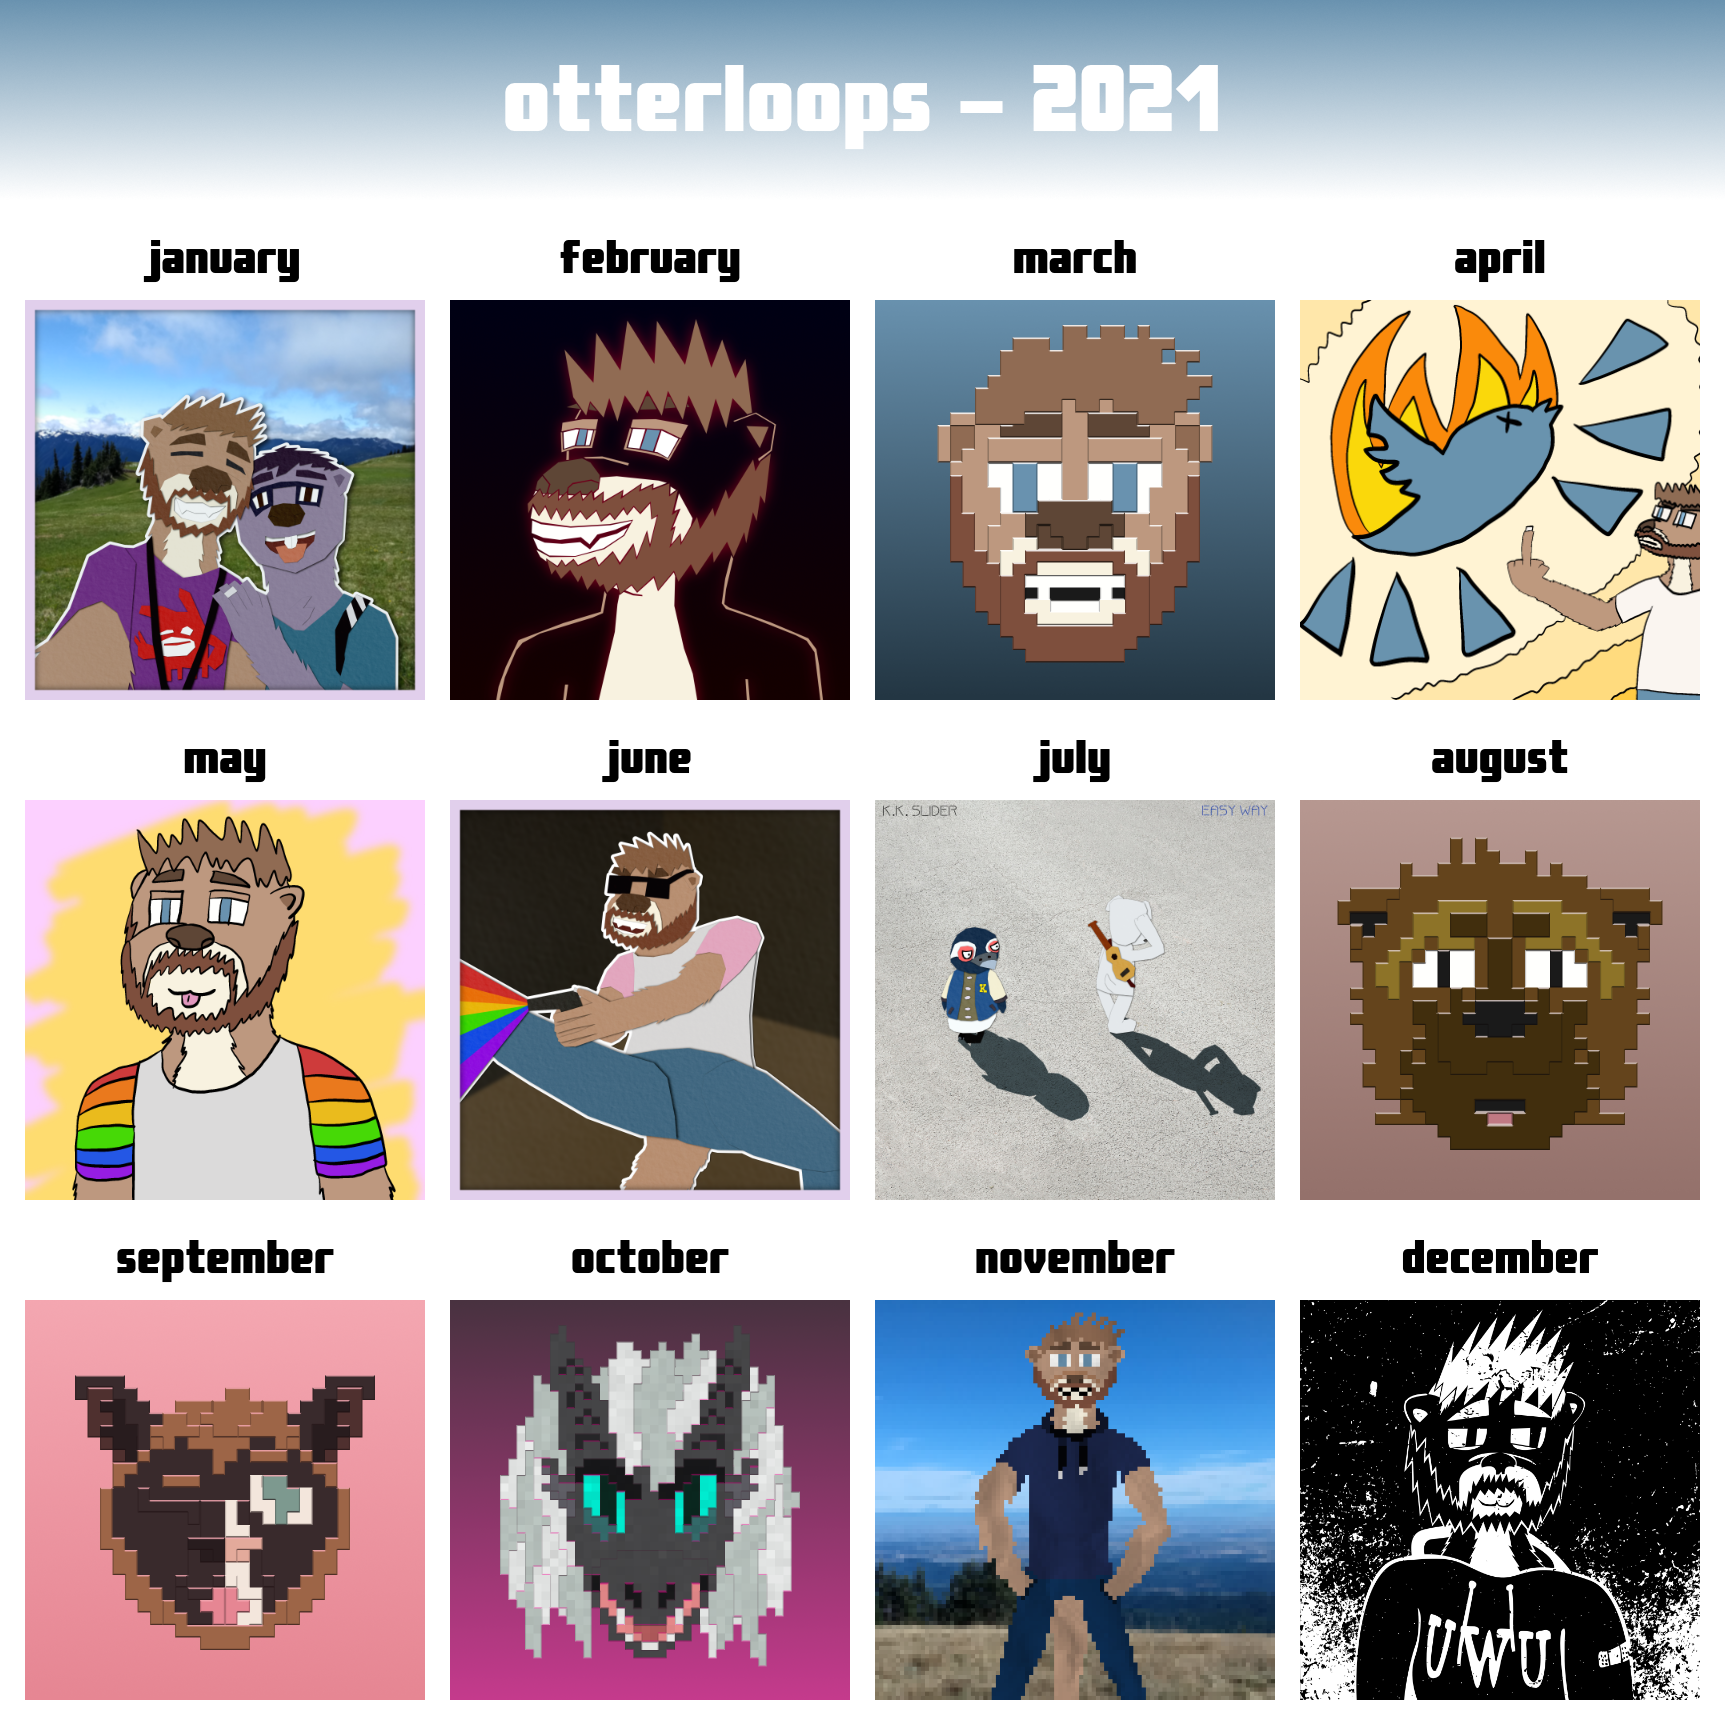 otterloops – 2021
january
february
march
april
may
june
july
august
K.K. SLIDER
EASY WAY
K
september
october
november
december
UWU